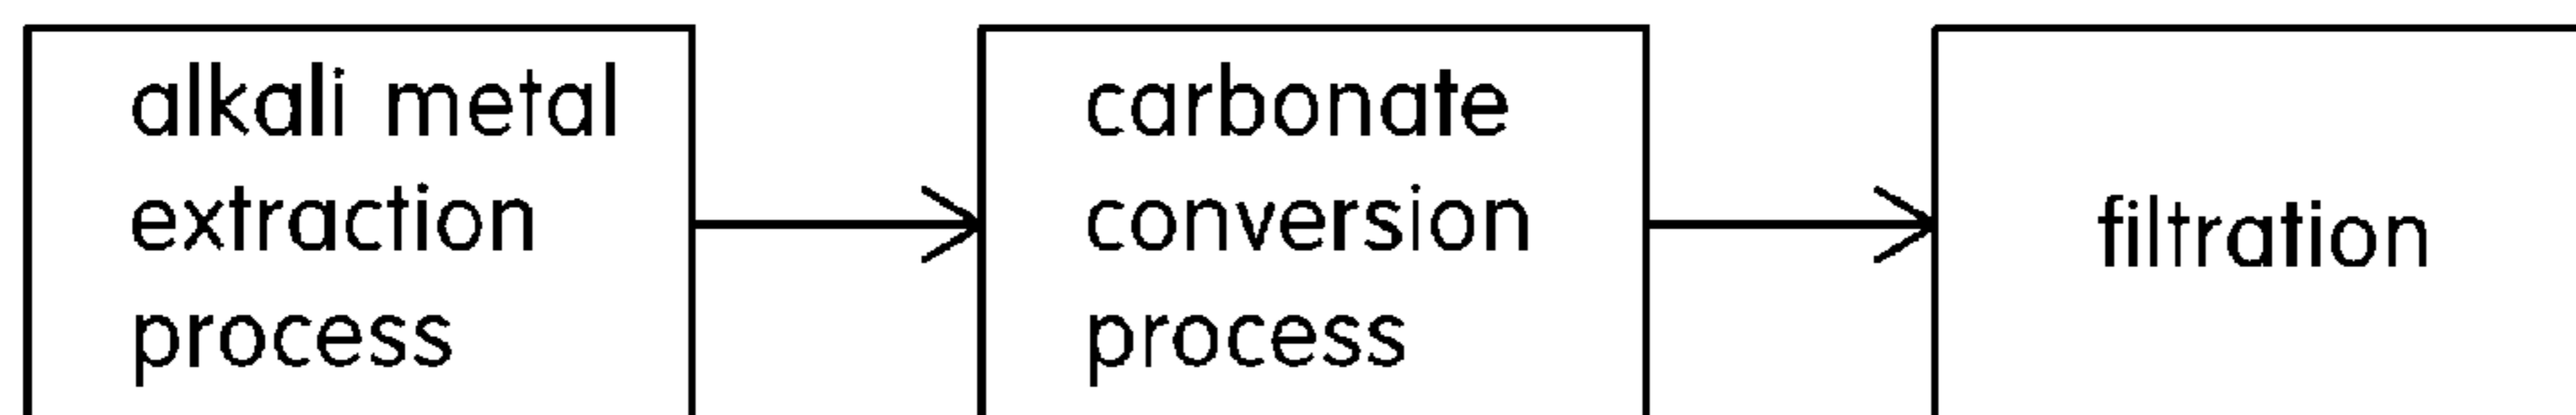 alkali metal
extraction
process
carbonate
conversion
process
filtration